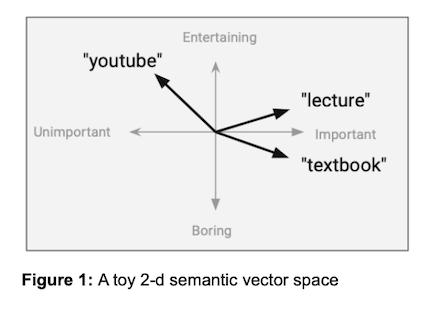 Entertaining
"youtube"
"lecture"
Unimportant
Important
"textbook"
Boring
Figure 1: A toy 2-d semantic vector space